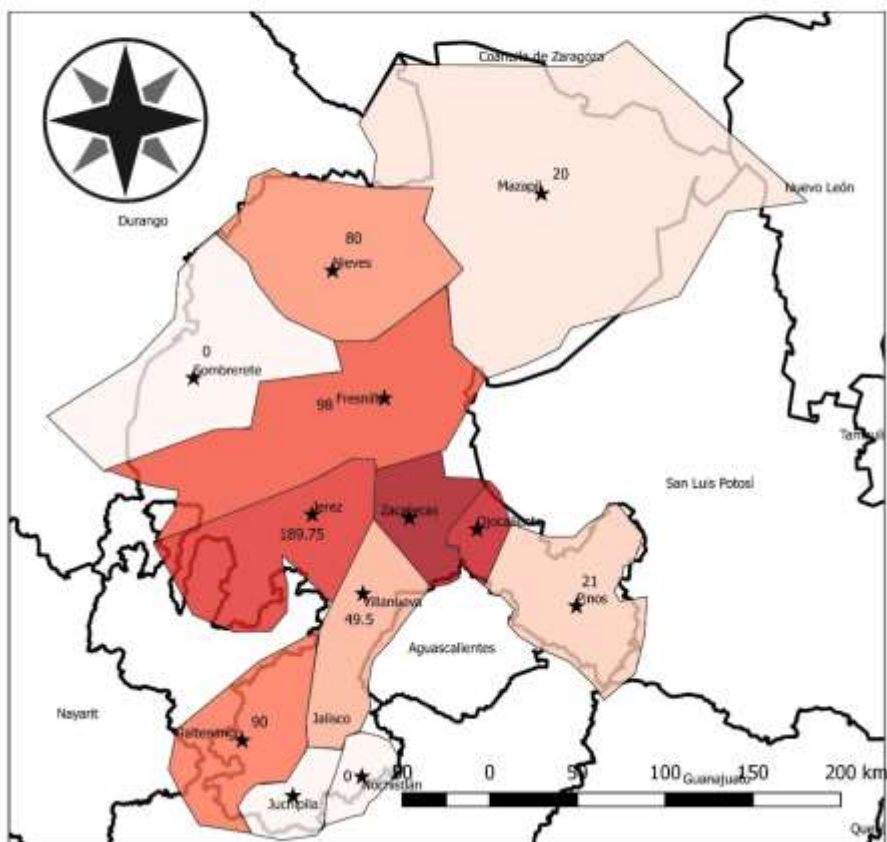 Coahuila de Zaragoza
20
Mazapil
Nuevo León
Durango
80
Nieves
0
Sombrerete
98 Fresnillo
San Luis Potosí
Jerez
Zacatecas
Ojocaliente
189.75
21
Pinos
Villanueva
49.5
Aguascalientes
Nayarit
90
Jalisco
Tlaltenango
0
Nochistlán
Juchipila
50 0 50 100 150 200 km
Guanajuato